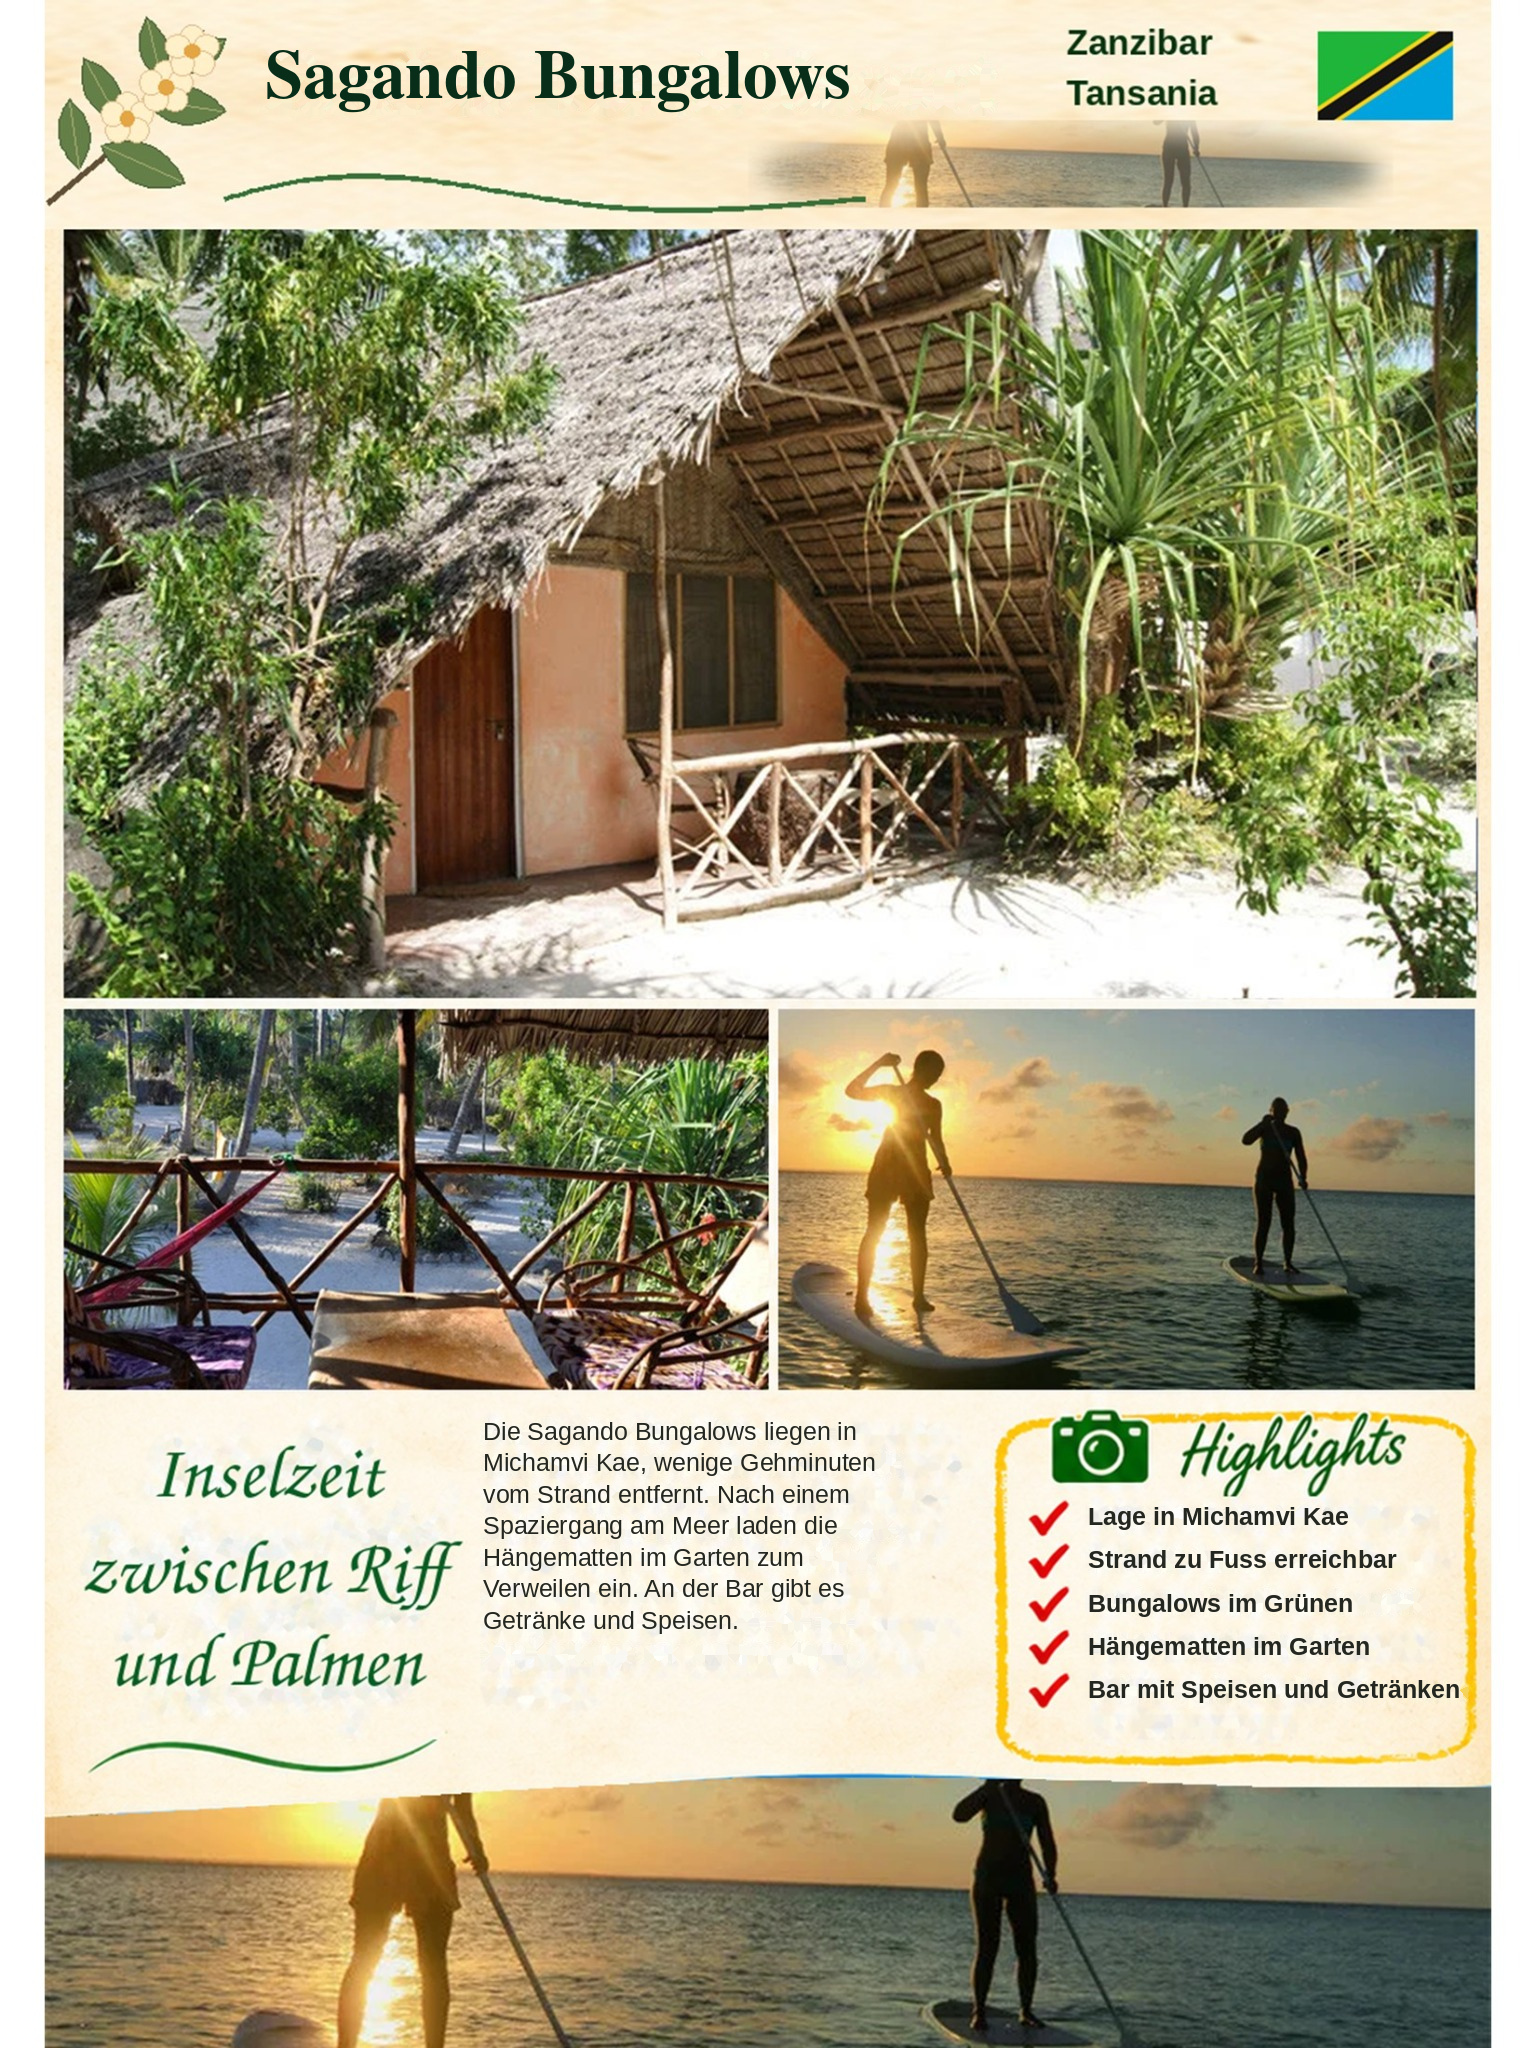 Sagando Bungalows
Zanzibar
Tansania
Inselzeit
zwischen Riff
und Palmen
Die Sagando Bungalows liegen in
Michamvi Kae, wenige Gehminuten
vom Strand entfernt. Nach einem
Spaziergang am Meer laden die
Hängematten im Garten zum
Verweilen ein. An der Bar gibt es
Getränke und Speisen.
Highlights
Lage in Michamvi Kae
Strand zu Fuss erreichbar
Bungalows im Grünen
Hängematten im Garten
Bar mit Speisen und Getränken